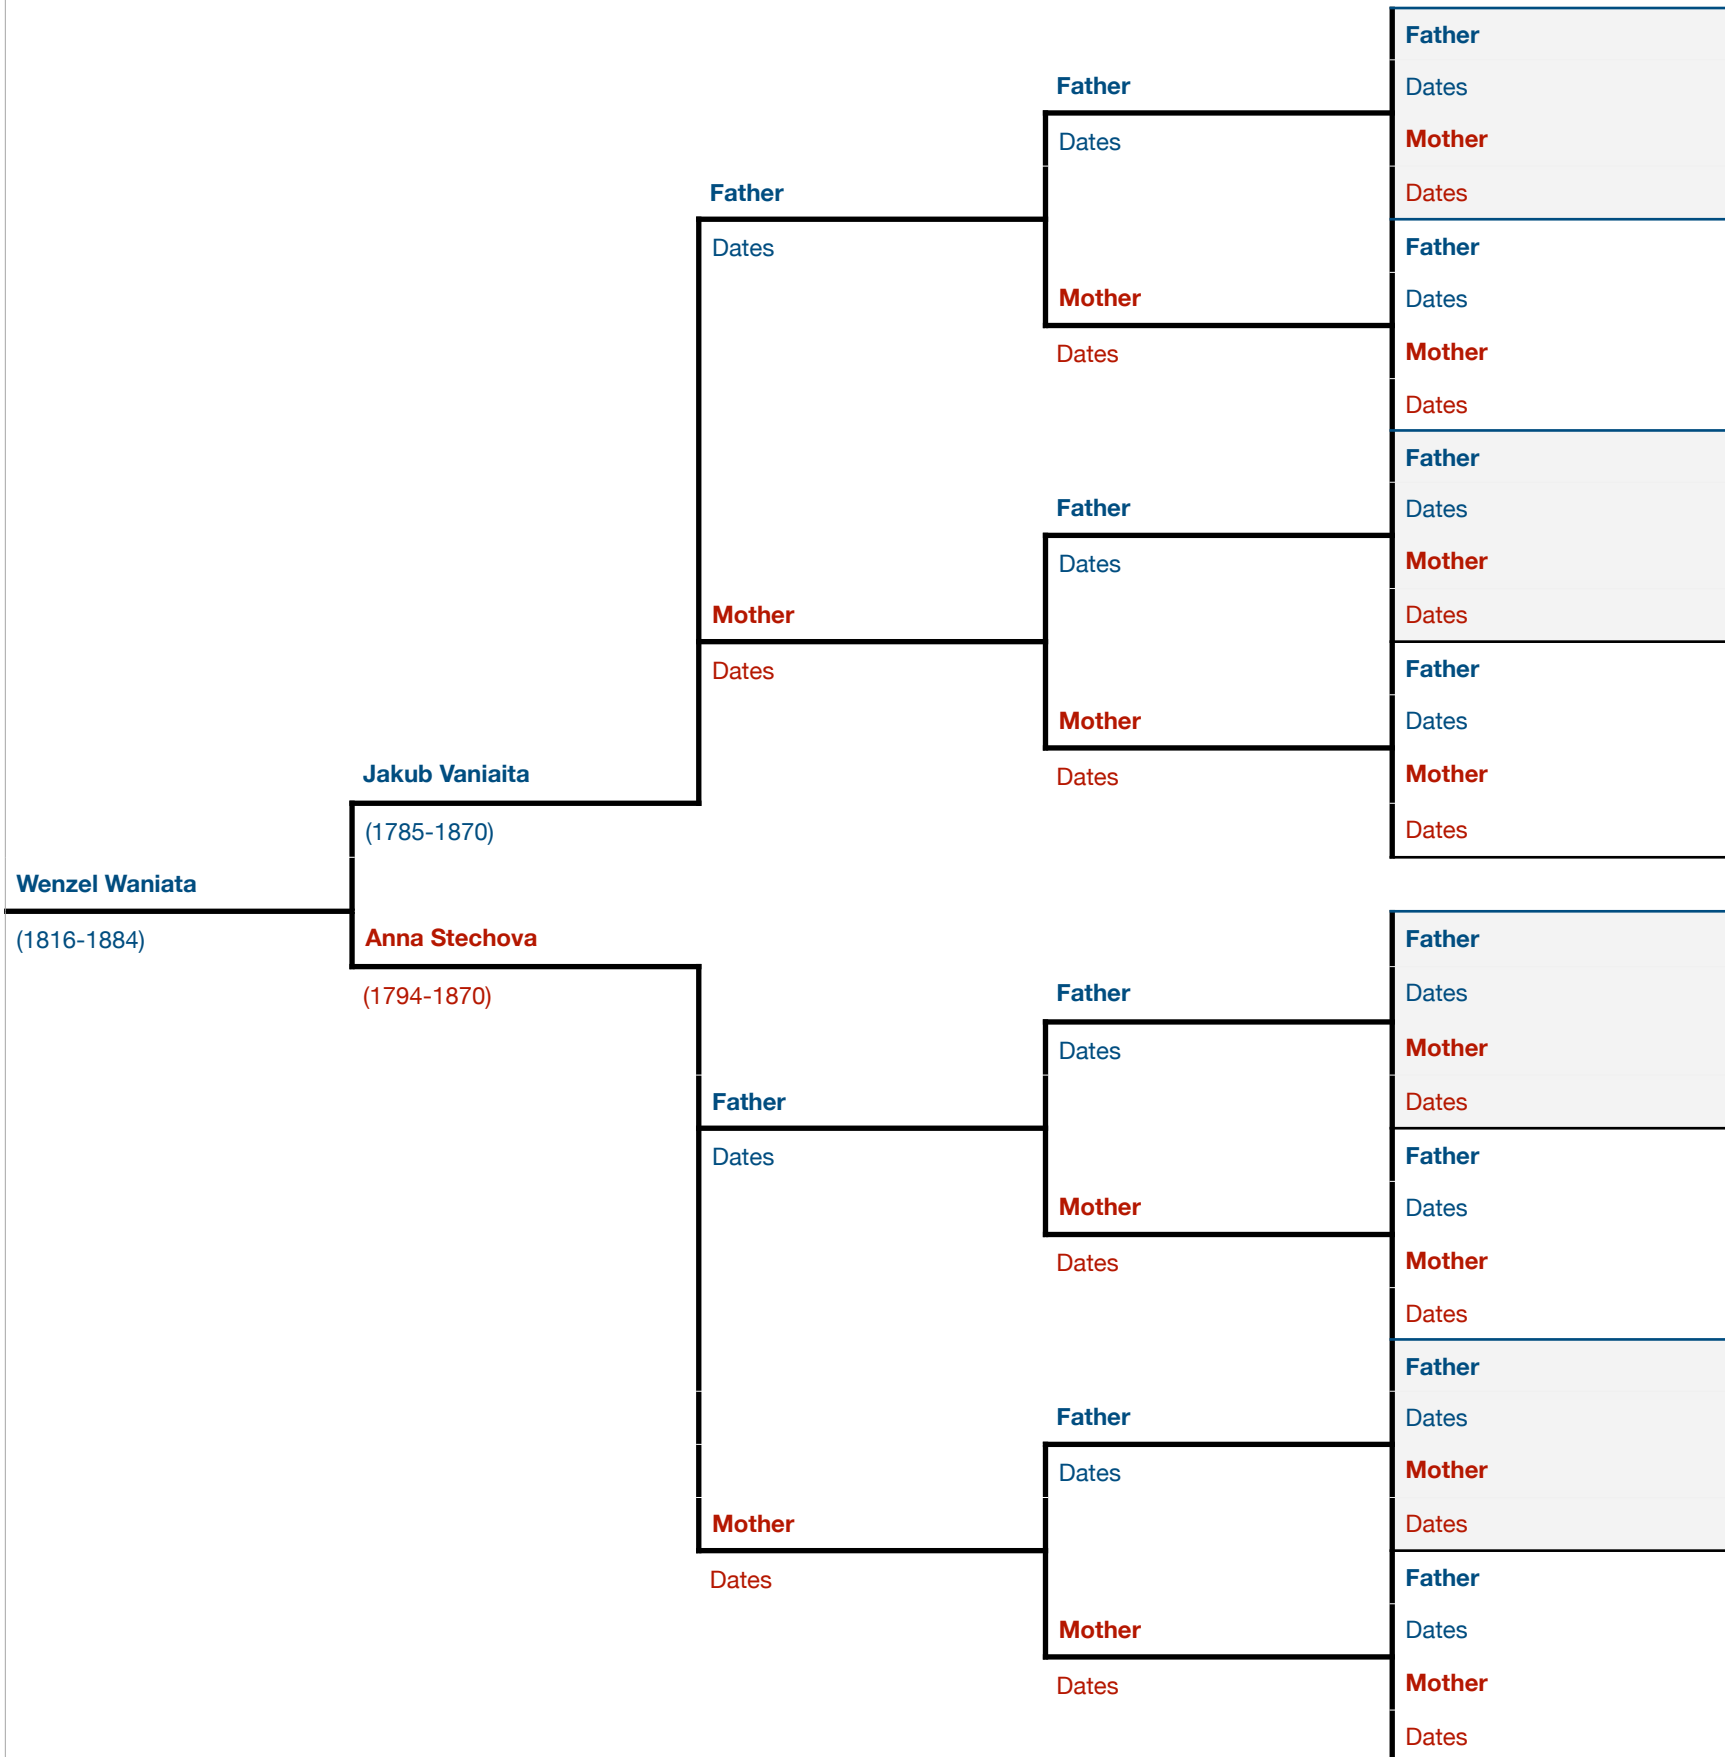 Father
Father
Dates
Dates
Mother
Father
Dates
Dates
Father
Mother
Dates
Dates
Mother
Dates
Father
Father
Dates
Dates
Mother
Mother
Dates
Dates
Father
Mother
Dates
Jakub Vaniaita
Dates
Mother
(1785-1870)
Dates
Wenzel Waniata
(1816-1884)
Anna Stechova
Father
(1794-1870)
Father
Dates
Dates
Mother
Father
Dates
Dates
Father
Mother
Dates
Dates
Mother
Dates
Father
Father
Dates
Dates
Mother
Mother
Dates
Dates
Father
Mother
Dates
Dates
Mother
Dates